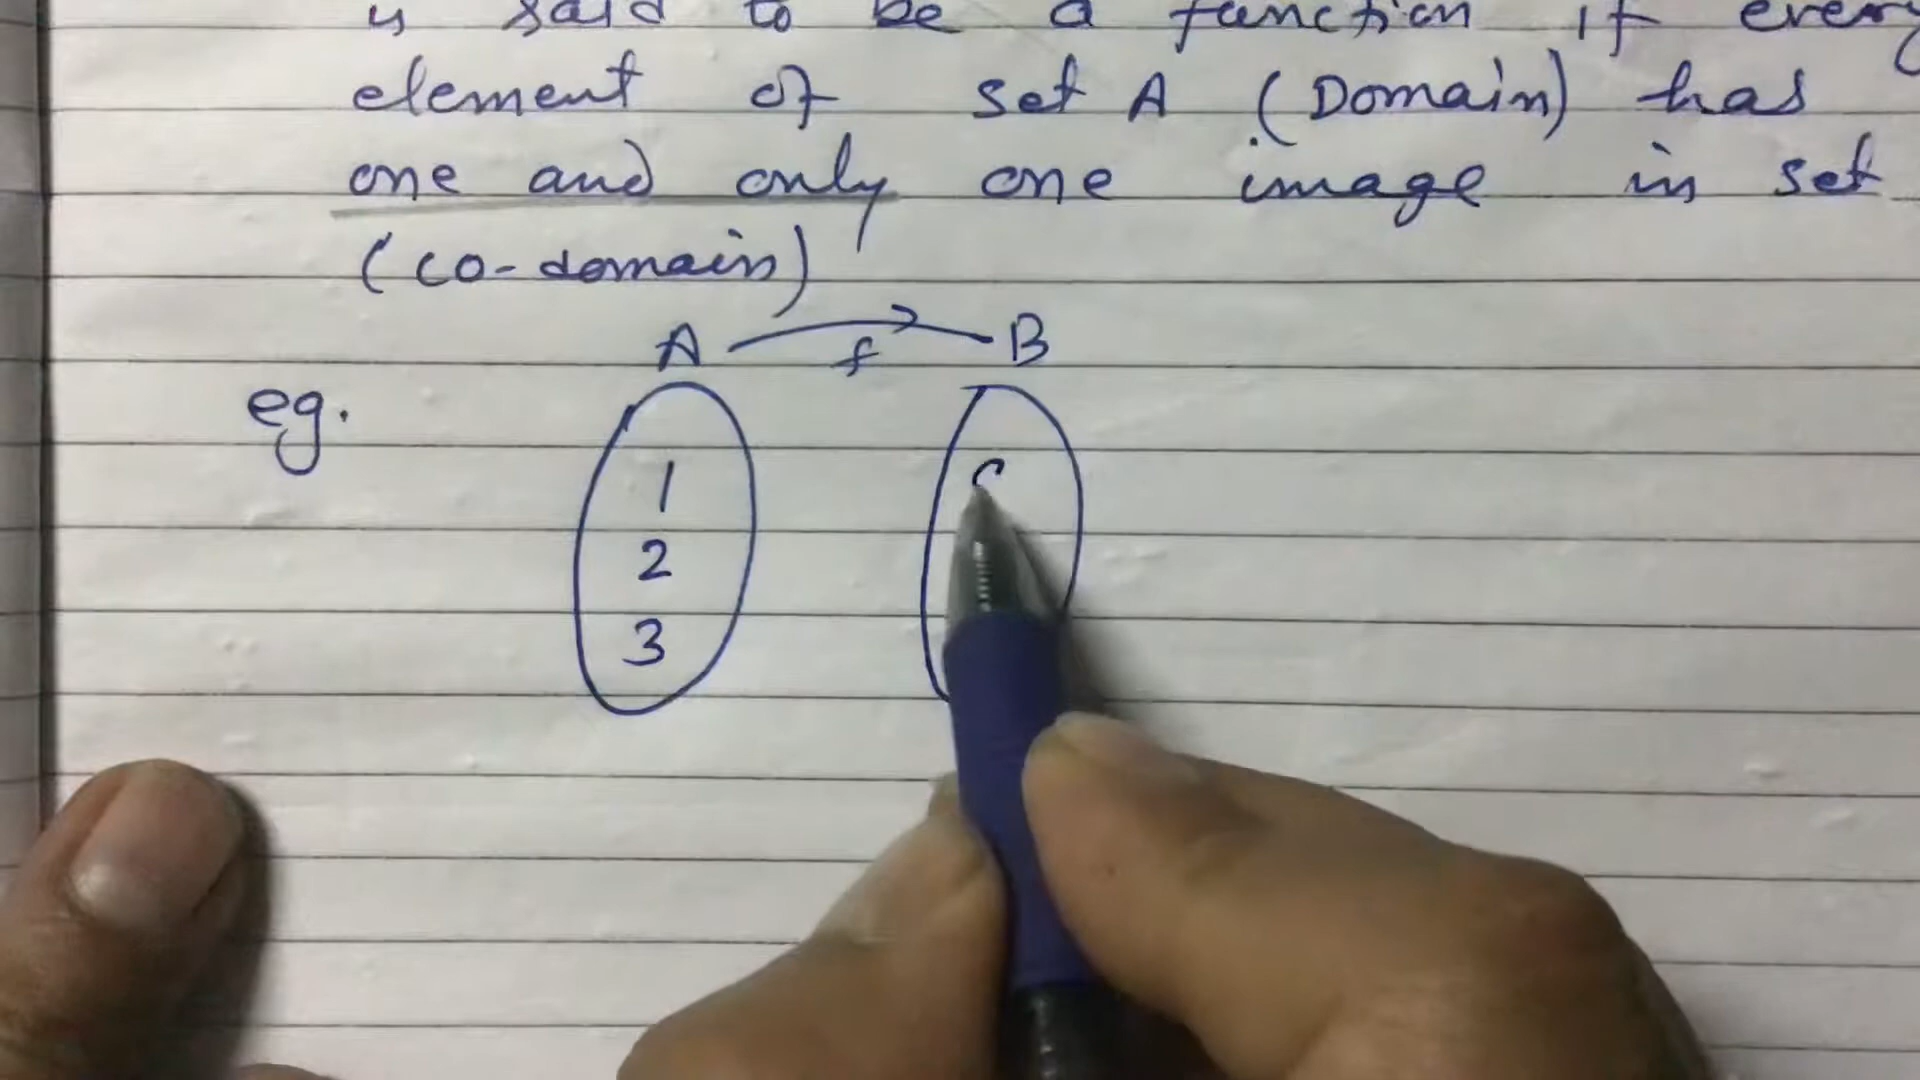 is said to be a function if every
element of set A (Domain) has
one and only one image in set
(co-domain)
A f B
eg.
1
2
3